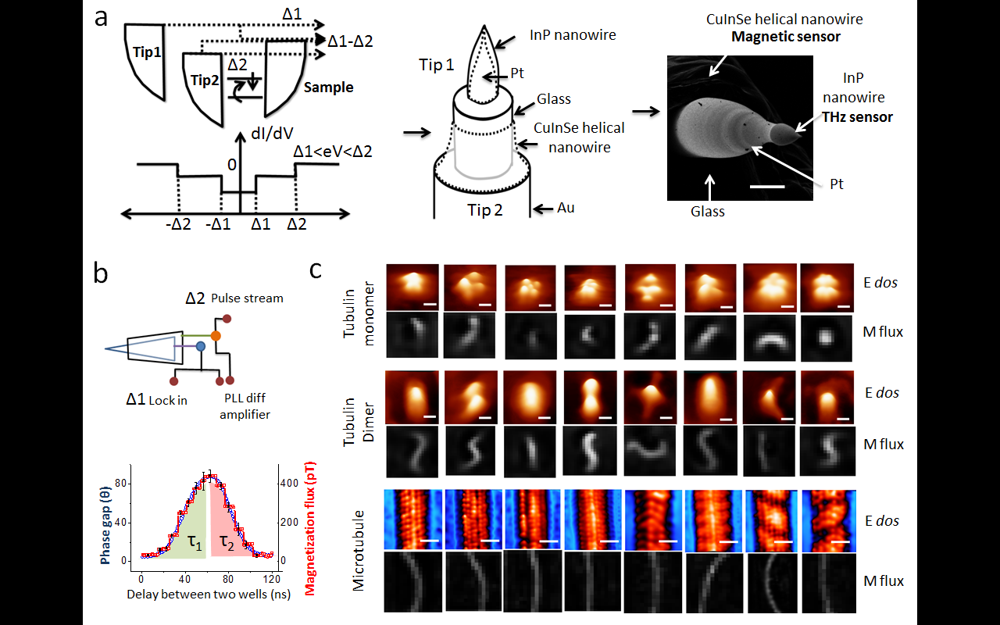 a
Δ1
Tip1
Δ1-Δ2
Tip2
Δ2
Sample
dI/dV
0
Δ1<eV<Δ2
-Δ2
-Δ1
Δ1
Δ2
InP nanowire
Tip 1
Pt
Glass
CuInSe helical
nanowire
Tip 2
Au
CuInSe helical nanowire
Magnetic sensor
InP
nanowire
THz sensor
Pt
Glass
b
Δ2 Pulse stream
Δ1 Lock in
PLL diff
amplifier
Phase gap (θ)
80
40
0
400
200
0
Magnetization flux (pT)
τ1
τ2
0
40
80
120
Delay between two wells (ns)
c
Tubulin
monomer
E dos
M flux
Tubulin
Dimer
E dos
M flux
Microtubule
E dos
M flux